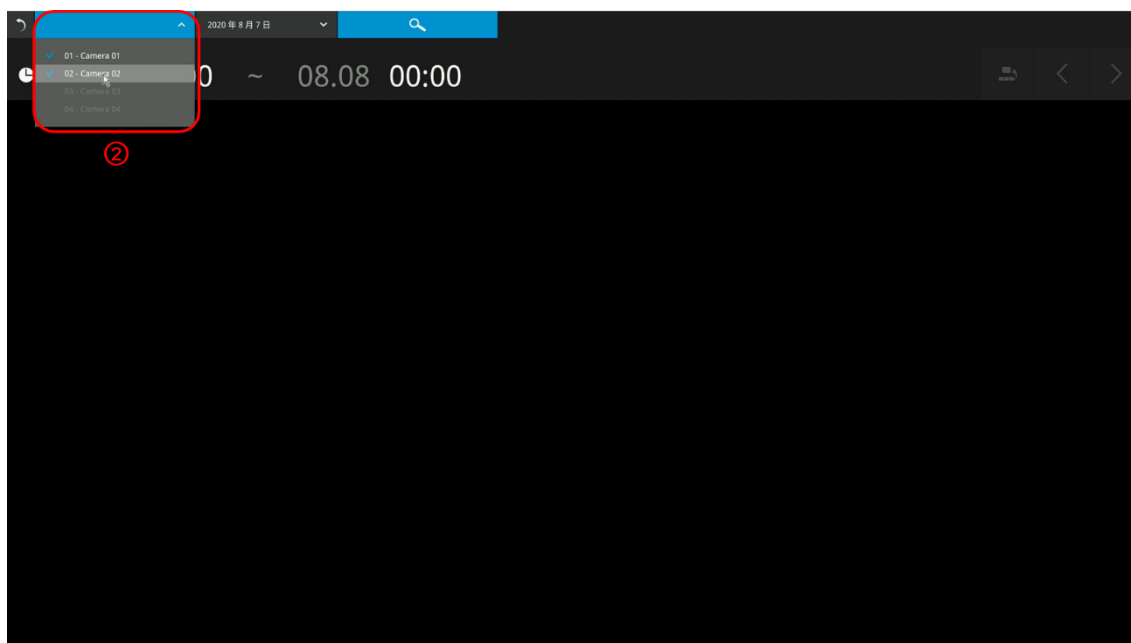 2020 年 8 月 7 日
01 - Camera 01
02 - Camera 02
03 - Camera 03
04 - Camera 04
0 ~ 08.08 00:00
②